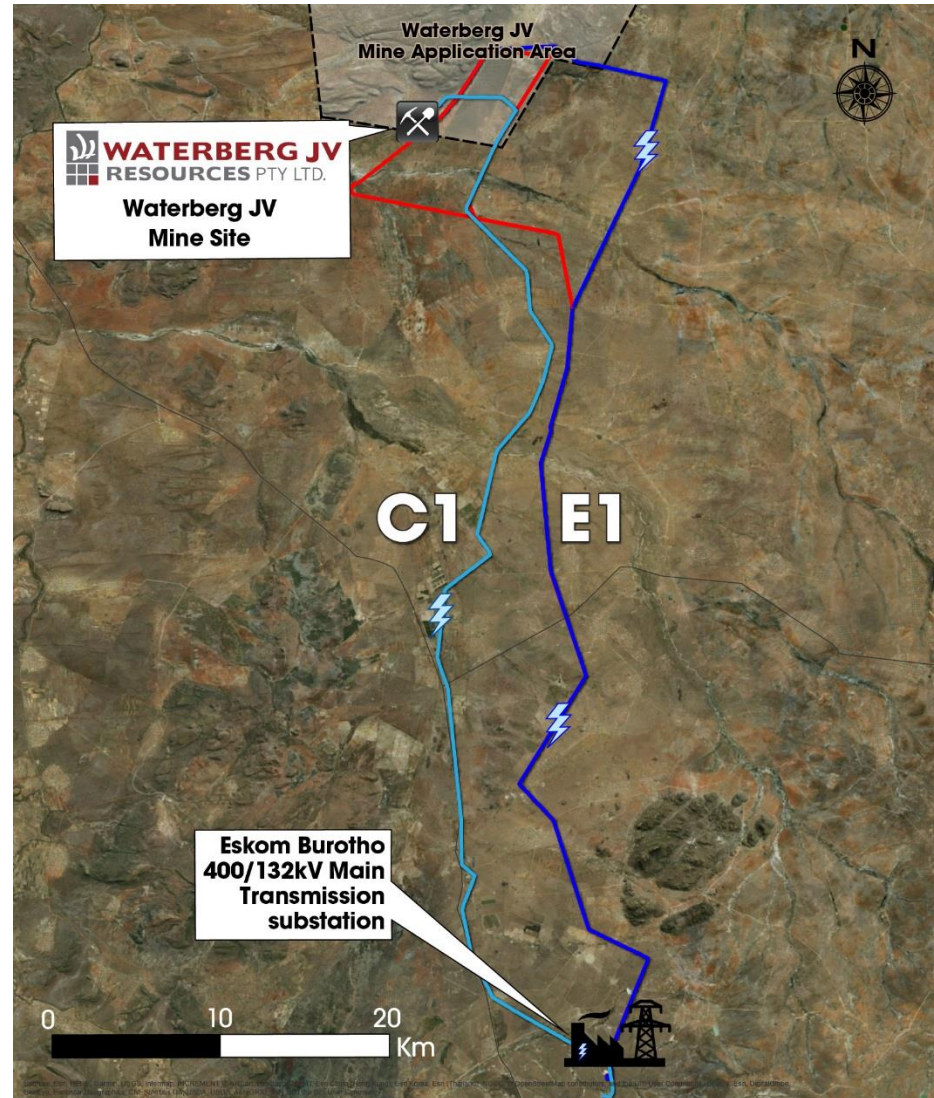 Waterberg JV
Mine Application Area
N
WATERBERG JV
RESOURCES PTY LTD.
Waterberg JV
Mine Site
C1
E1
Eskom Burotho
400/132kV Main
Transmission
substation
0 10 20
Km